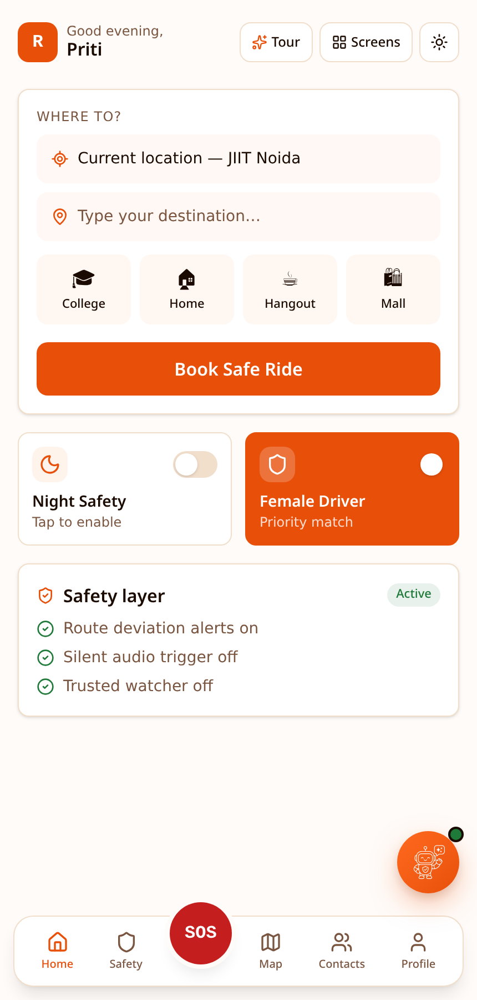 R
Good evening,
Priti
Tour
Screens
WHERE TO?
Current location — JIIT Noida
Type your destination...
College
Home
Hangout
Mall
Book Safe Ride
Night Safety
Tap to enable
Female Driver
Priority match
Safety layer
Active
Route deviation alerts on
Silent audio trigger off
Trusted watcher off
Home
Safety
SOS
Map
Contacts
Profile